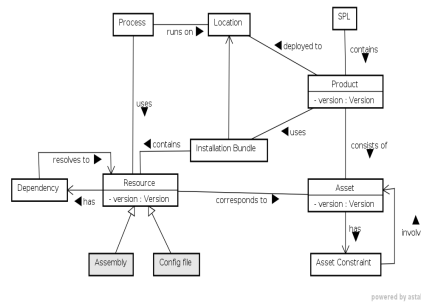 Process
Location
SPL
runs on
deployed to
contains
Product
- version : Version
uses
contains
uses
Installation Bundle
consists of
resolves to
Dependency
has
Resource
- version : Version
corresponds to
Asset
- version : Version
has
Assembly
Config file
Asset Constraint
powered by